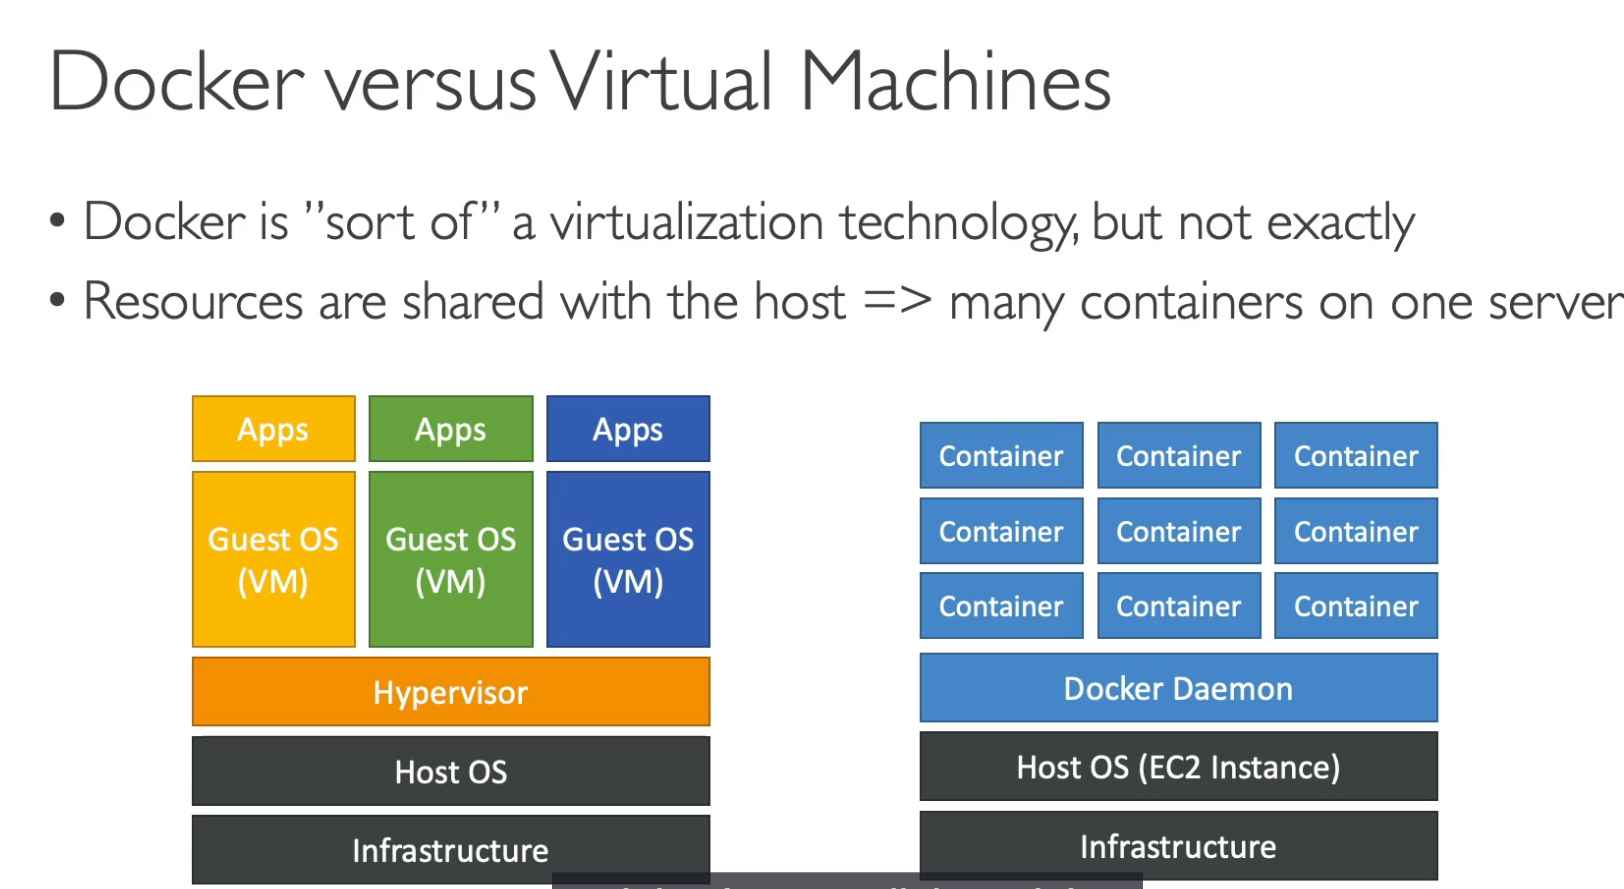 Docker versus Virtual Machines
• Docker is ”sort of” a virtualization technology, but not exactly
• Resources are shared with the host => many containers on one server
Apps Apps Apps
Guest OS (VM) Guest OS (VM) Guest OS (VM)
Hypervisor
Host OS
Infrastructure
Container Container Container
Container Container Container
Container Container Container
Docker Daemon
Host OS (EC2 Instance)
Infrastructure